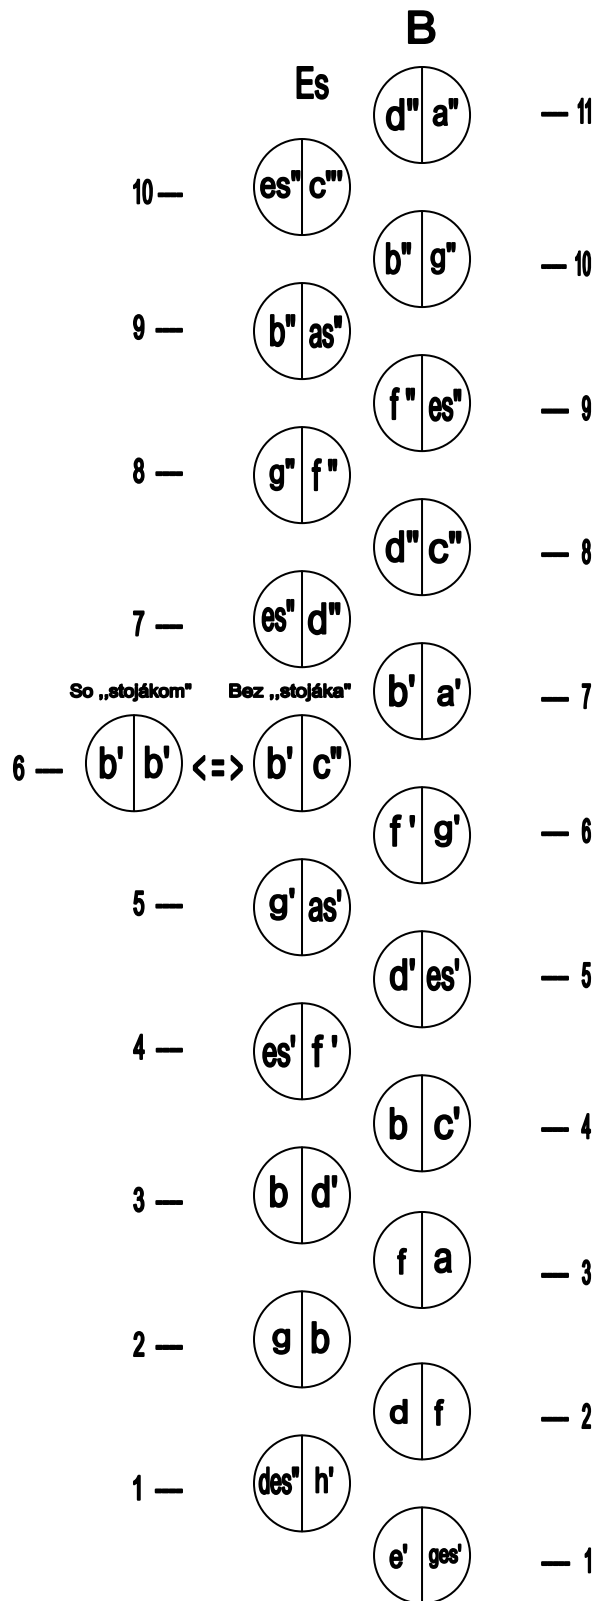 B
Es
d" a" — 11
10 — es" c'''
b" g" — 10
9 — b" as"
f " es" — 9
8 — g" f "
d" c" — 8
7 — es" d"
So ,,stojákom" Bez ,,stojáka"
b' a' — 7
6 — b' b' <=> b' c"
f ' g' — 6
5 — g' as'
d' es' — 5
4 — es' f '
b c' — 4
3 — b d'
f a — 3
2 — g b
d f — 2
1 — des" h'
e' ges' — 1